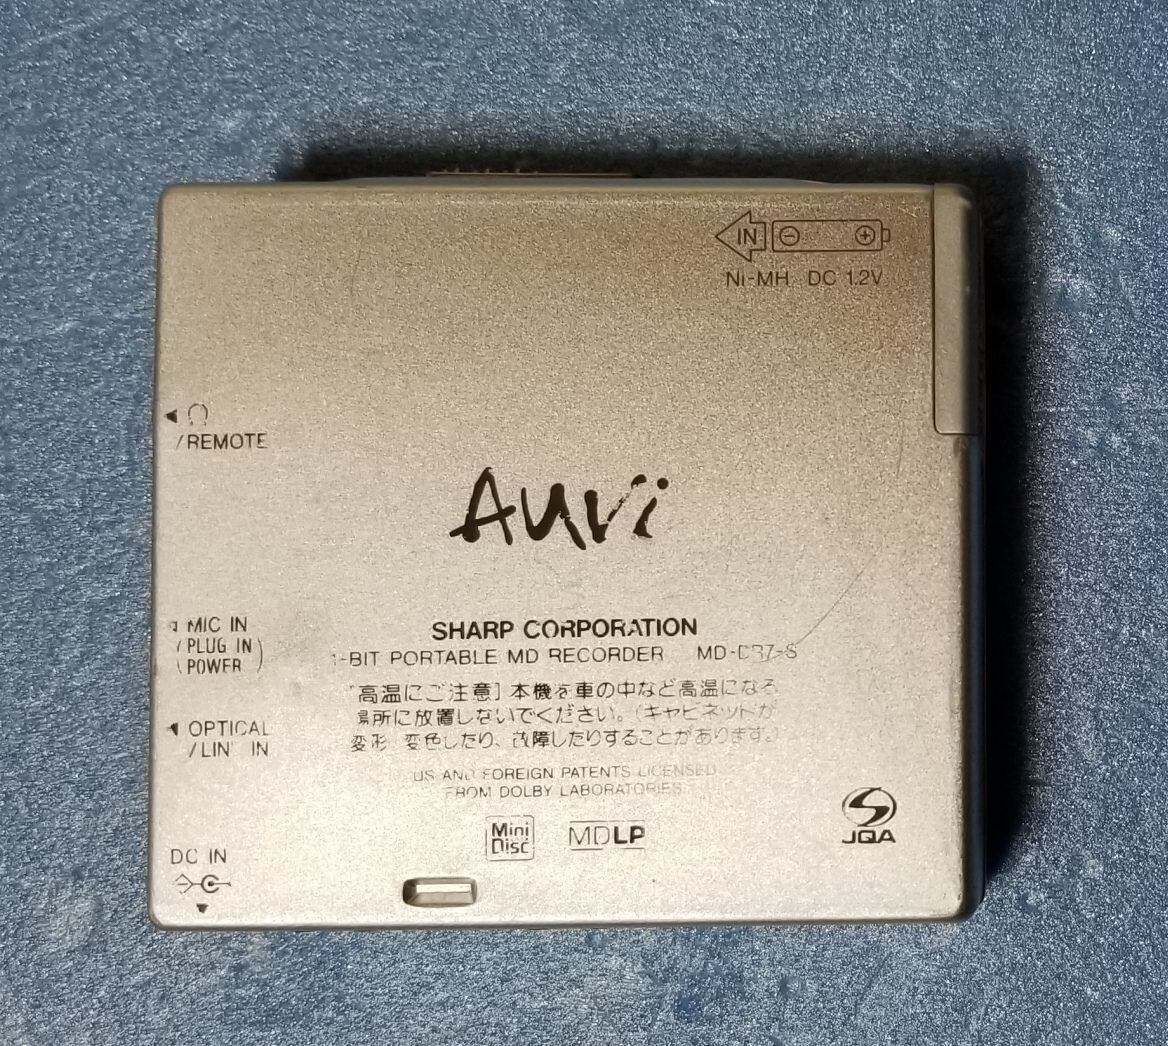 IN
Ni-MH DC 1.2V
/REMOTE
Auvi
MIC IN
(PLUG IN
POWER)
OPTICAL
/LINE IN
DC IN
SHARP CORPORATION
1-BIT PORTABLE MD RECORDER
[高温にご注意]本機を車の中など高温になる
場所に放置しないでください。(キャビネットが
変形、変色したり、故障したりすることがあります。)
US AND FOREIGN PATENTS LICENSED
FROM DOLBY LABORATORIES
Mini
Disc
MDLP
JQA